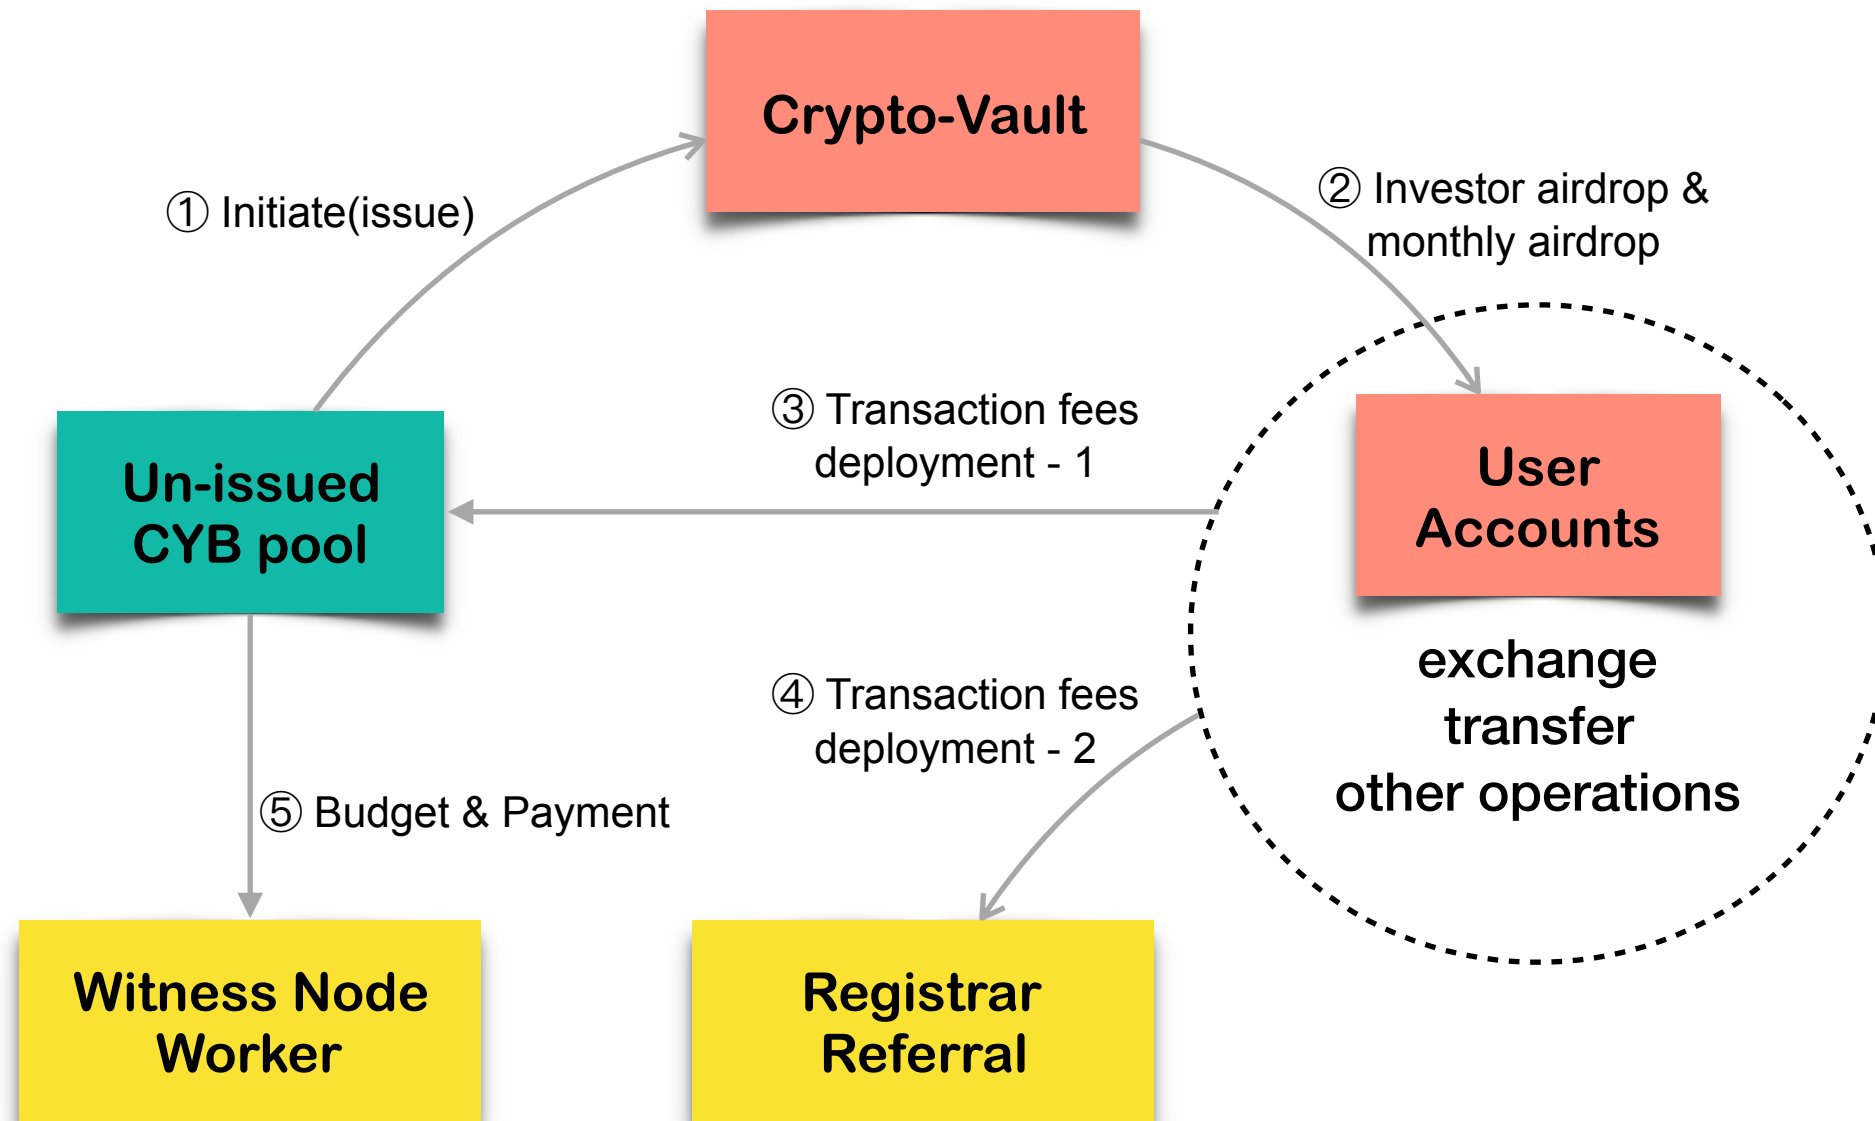 Crypto-Vault
① Initiate(issue)
② Investor airdrop &
monthly airdrop
③ Transaction fees
deployment - 1
Un-issued
CYB pool
User
Accounts
exchange
transfer
other operations
④ Transaction fees
deployment - 2
⑤ Budget & Payment
Witness Node
Worker
Registrar
Referral